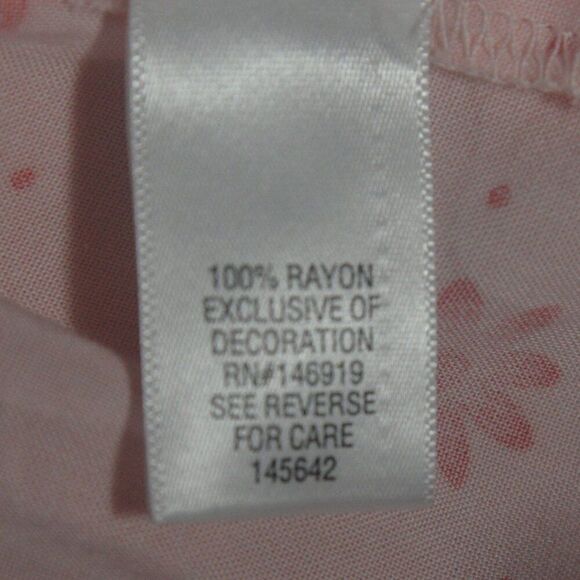 100% RAYON
EXCLUSIVE OF
DECORATION
RN#146919
SEE REVERSE
FOR CARE
145642